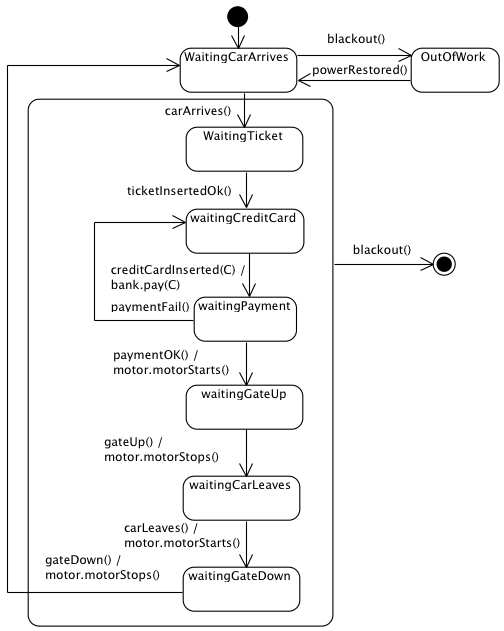 blackout()
WaitingCarArrives
OutOfWork
powerRestored()
carArrives()
WaitingTicket
ticketInsertedOk()
waitingCreditCard
blackout()
creditCardInserted(C) /
bank.pay(C)
paymentFail()
waitingPayment
paymentOK() /
motor.motorStarts()
waitingGateUp
gateUp() /
motor.motorStops()
waitingCarLeaves
carLeaves() /
motor.motorStarts()
gateDown() /
motor.motorStops()
waitingGateDown